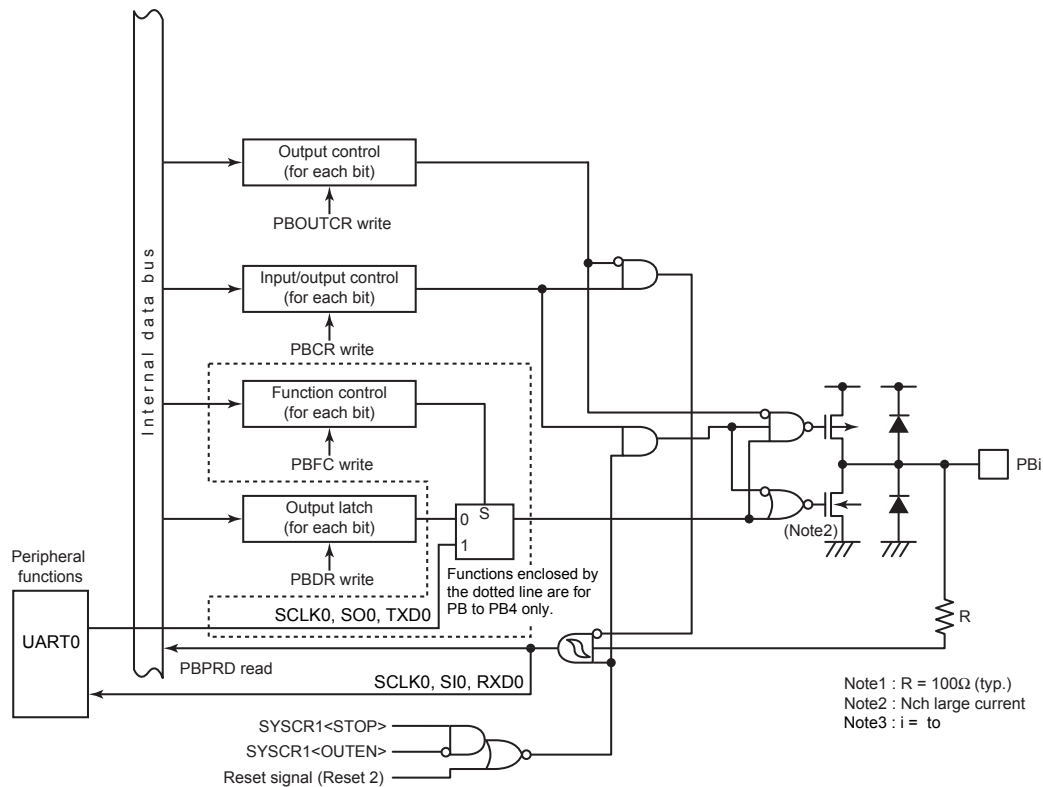 Output control
(for each bit)
PBOUTCR write
Internal data bus
Input/output control
(for each bit)
PBCR write
Function control
(for each bit)
PBFC write
Output latch
(for each bit)
PBDR write
0 S
1
Functions enclosed by
the dotted line are for
PB to PB4 only.
(Note2)
PBi
R
Peripheral
functions
UART0
SCLK0, SO0, TXD0
PBPRD read
SCLK0, SI0, RXD0
SYSCR1<STOP>
SYSCR1<OUTEN>
Reset signal (Reset 2)
Note1 : R = 100Ω (typ.)
Note2 : Nch large current
Note3 : i = to